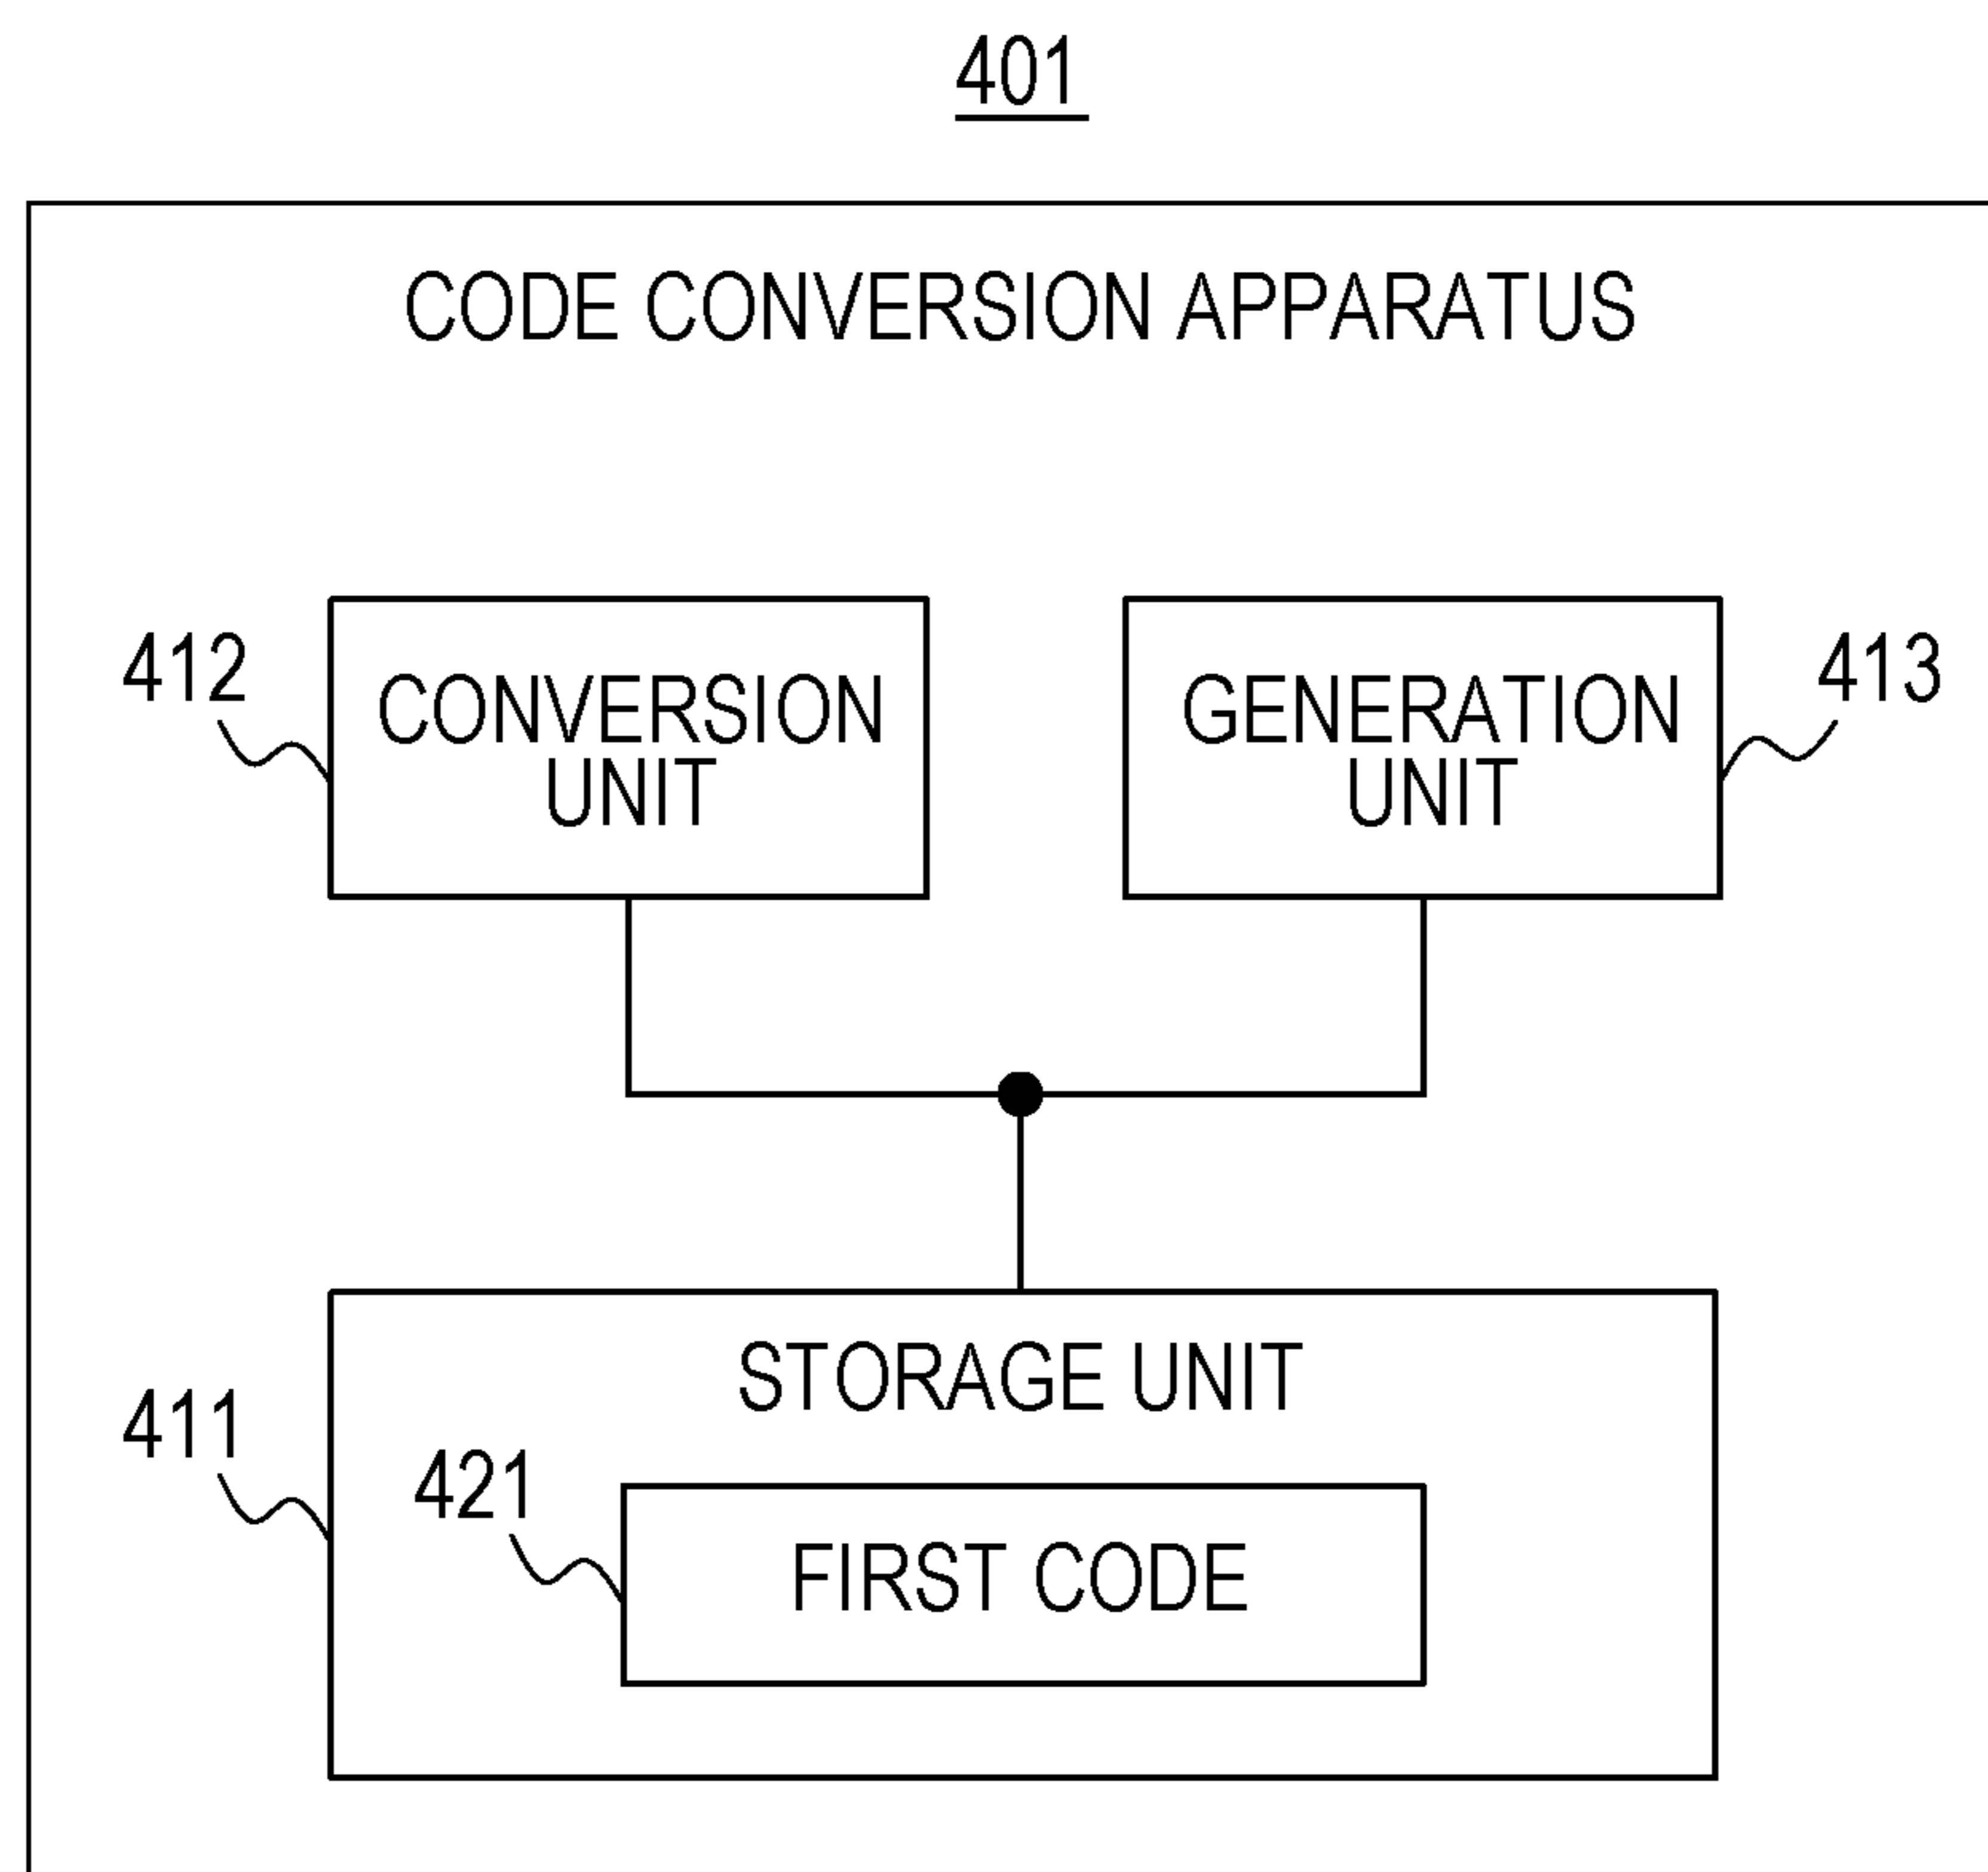 401
CODE CONVERSION APPARATUS
412
CONVERSION
UNIT
GENERATION
UNIT
413
STORAGE UNIT
411
421
FIRST CODE